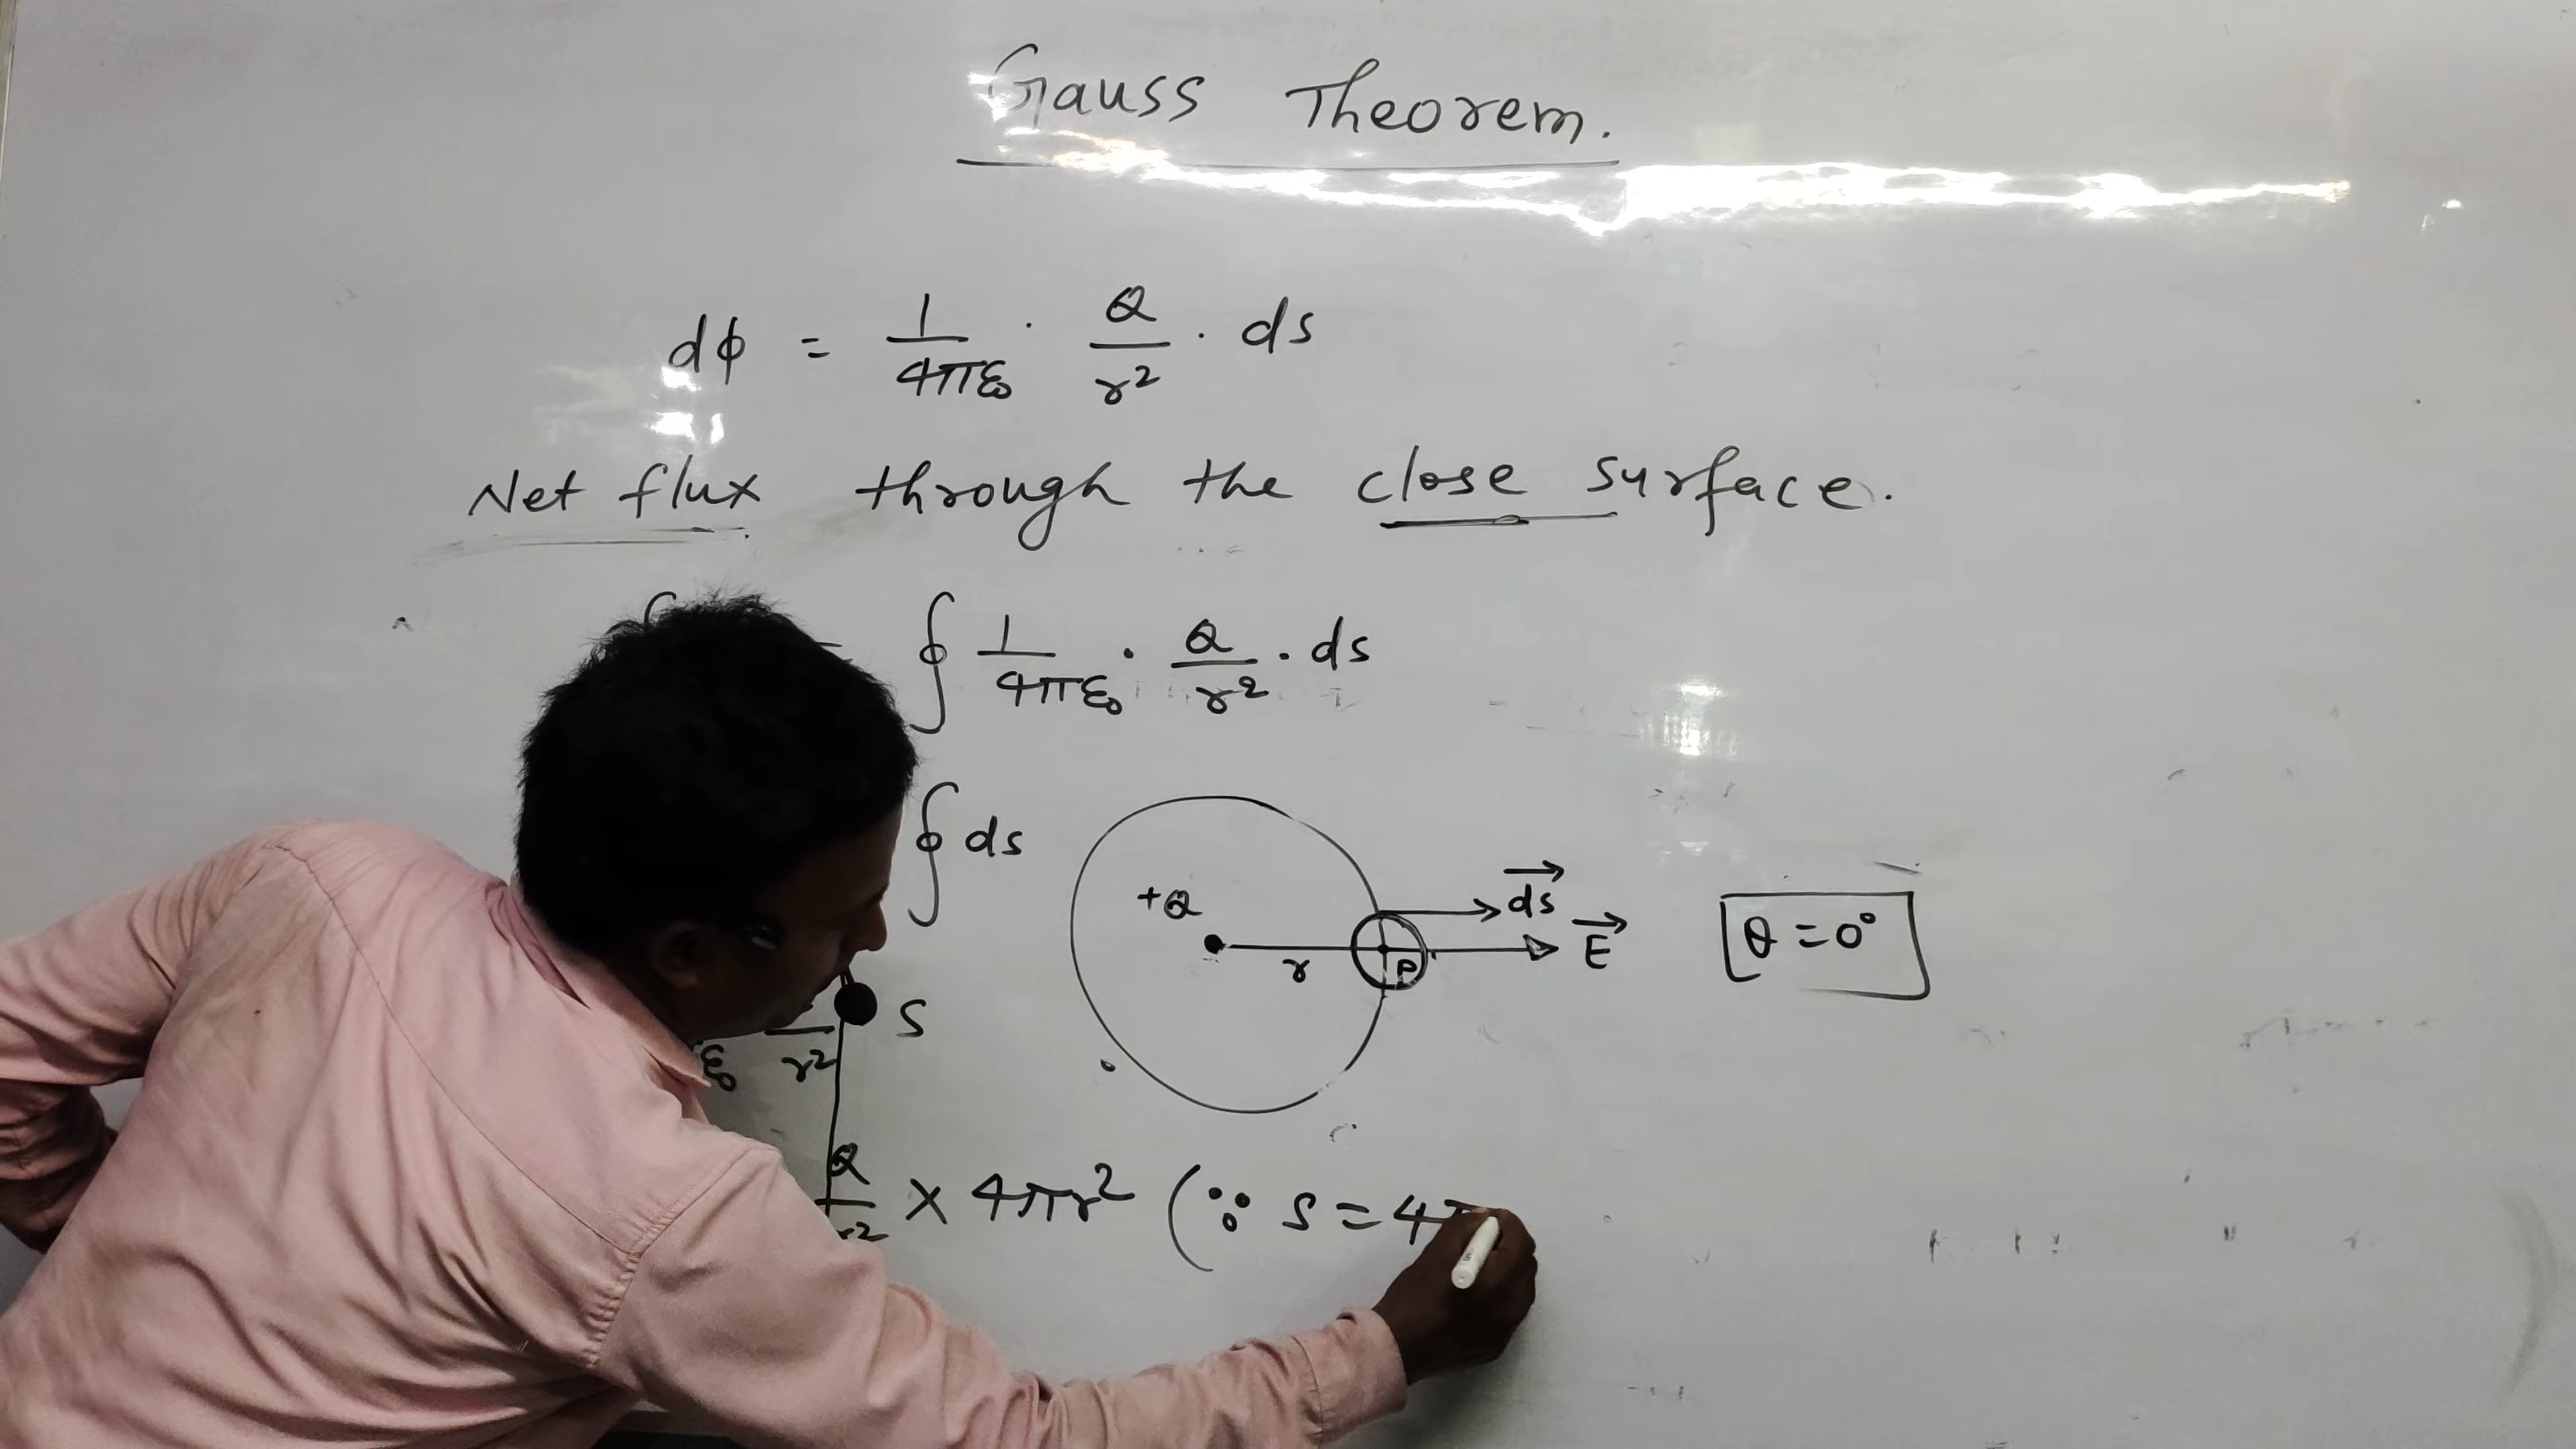 Gauss Theorem.
dϕ = 1/4πε₀ · Q/r² · ds
Net flux through the close surface.
∮ 1/4πε₀ · Q/r² · ds
∮ ds
+Q
r
P
ds→
E→
θ = 0°
ε₀ r² S
Q/r² × 4πr² (∵ S = 4π